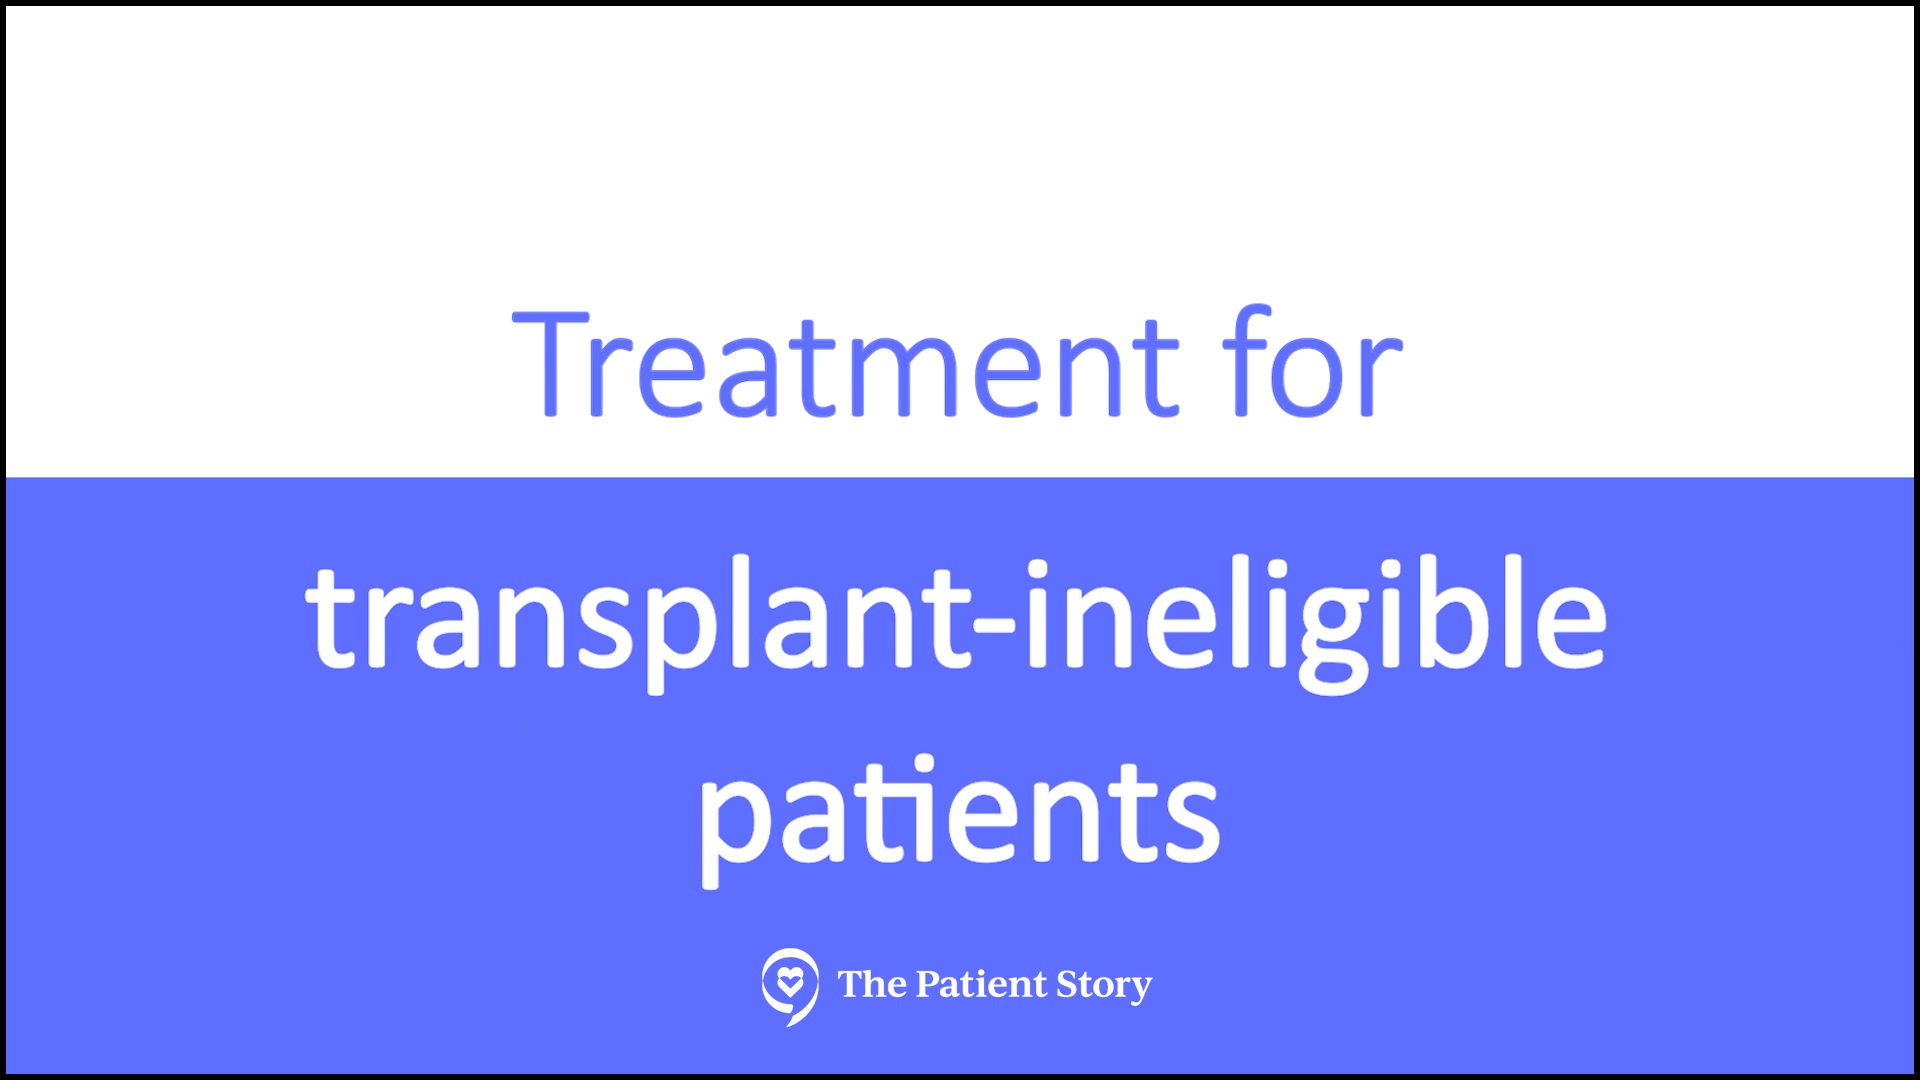 Treatment for
transplant-ineligible
patients
The Patient Story